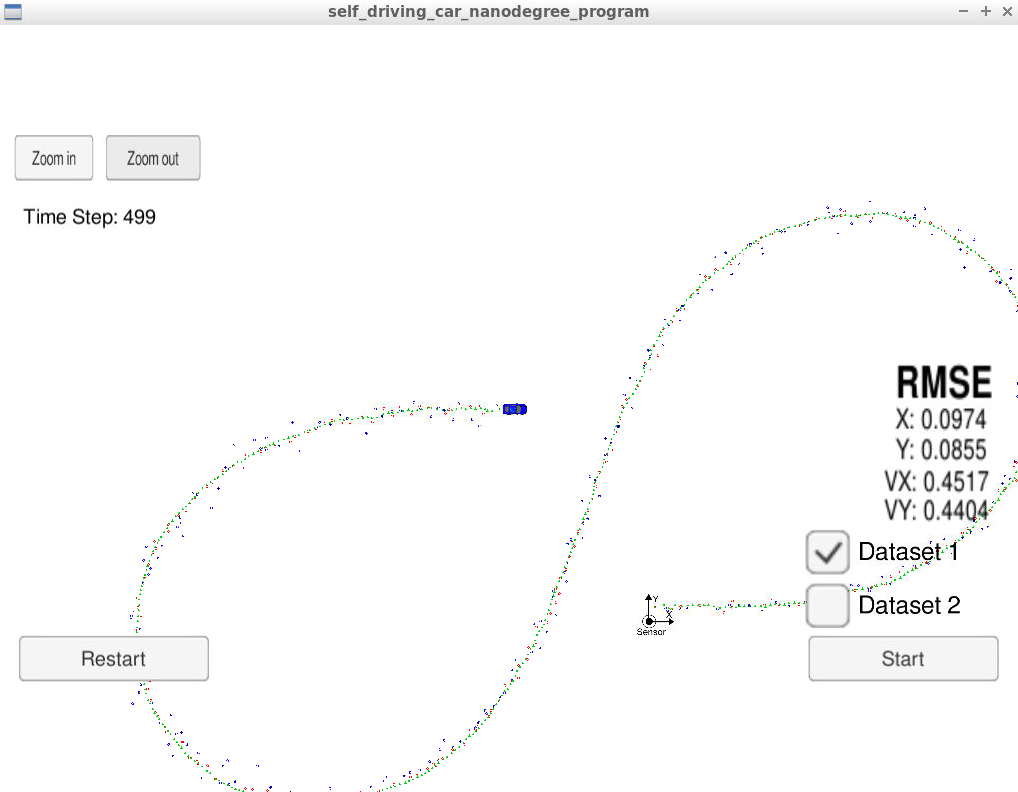 self_driving_car_nanodegree_program
Zoom in
Zoom out
Time Step: 499
RMSE
X: 0.0974
Y: 0.0855
VX: 0.4517
VY: 0.4404
Dataset 1
Dataset 2
Y
X
Sensor
Restart
Start